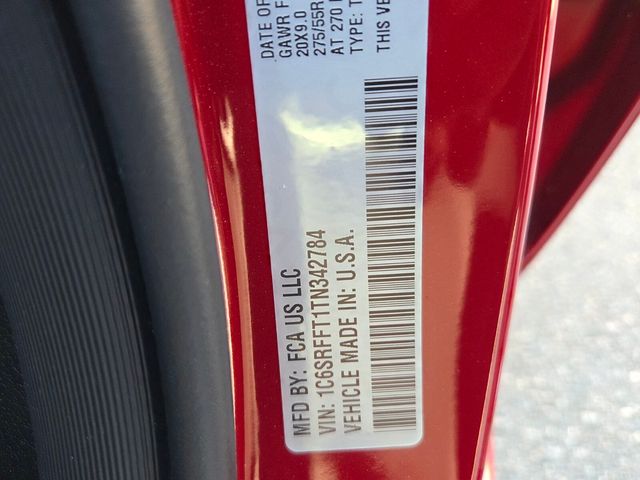 MFD BY: FCA US LLC
VIN: 1C6SRFFT1TN342784
VEHICLE MADE IN: U.S.A.
DATE OF
GAWR F
20X9.0
275/55R
AT 270
TYPE: T
THIS VE